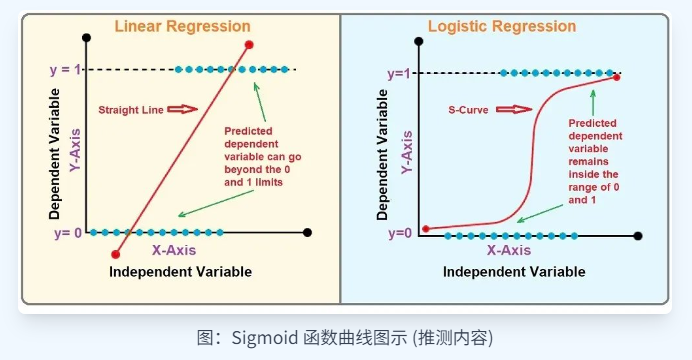 Linear Regression
y = 1
Straight Line
Predicted
dependent
variable can go
beyond the 0
and 1 limits
Dependent Variable
Y-Axis
y= 0
X-Axis
Independent Variable
Logistic Regression
y=1
S-Curve
Predicted
dependent
variable
remains
inside the
range of 0
and 1
Dependent Variable
Y-Axis
y=0
X-Axis
Independent Variable
图：Sigmoid 函数曲线图示 (推测内容)